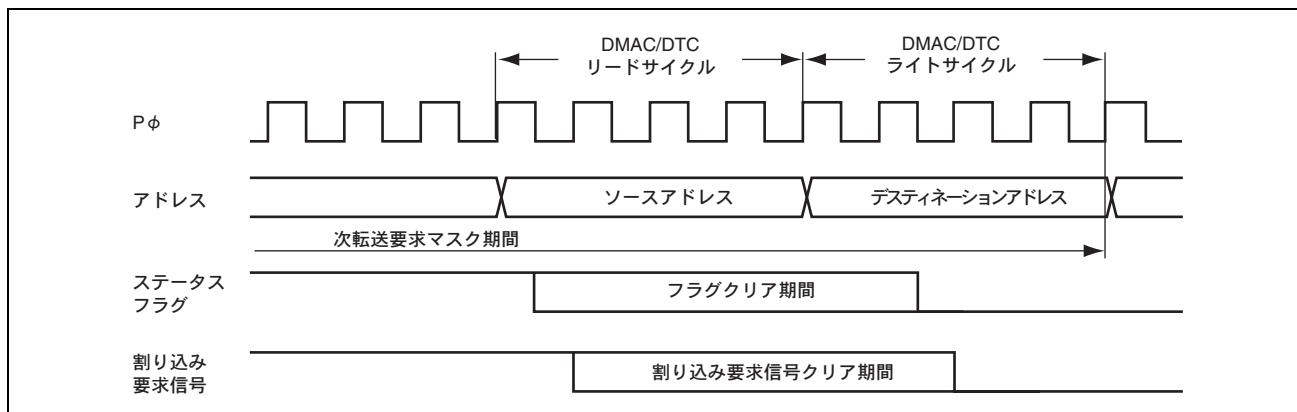 DMAC/DTC
リードサイクル
DMAC/DTC
ライトサイクル
Pφ
アドレス
ソースアドレス
デスティネーションアドレス
次転送要求マスク期間
ステータス
フラグ
フラグクリア期間
割り込み
要求信号
割り込み要求信号クリア期間